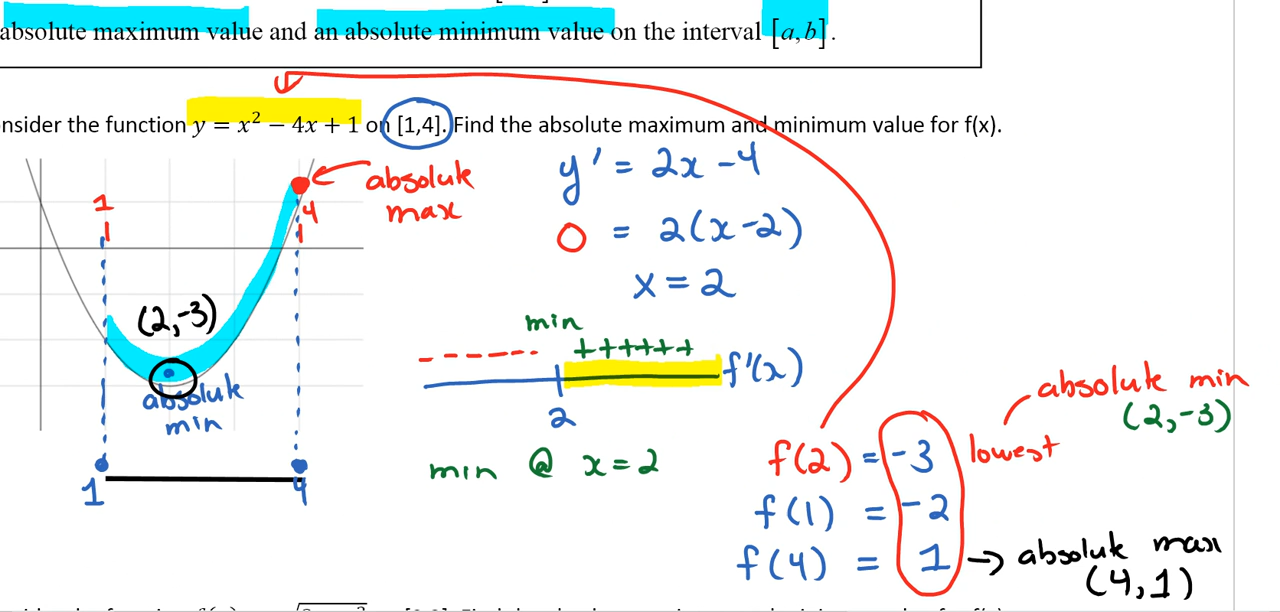 absolute maximum value and an absolute minimum value on the interval [a,b].
nsider the function y = x² − 4x + 1 on [1,4]. Find the absolute maximum and minimum value for f(x).
1
4
absolute
max
(2,-3)
absolute
min
1
4
y' = 2x - 4
0 = 2(x-2)
x = 2
min
- - - - - - - ++++++ f'(x)
2
min @ x=2
f(2) = -3 lowest
absolute min
(2,-3)
f(1) = -2
f(4) = 1 → absolute max
(4,1)